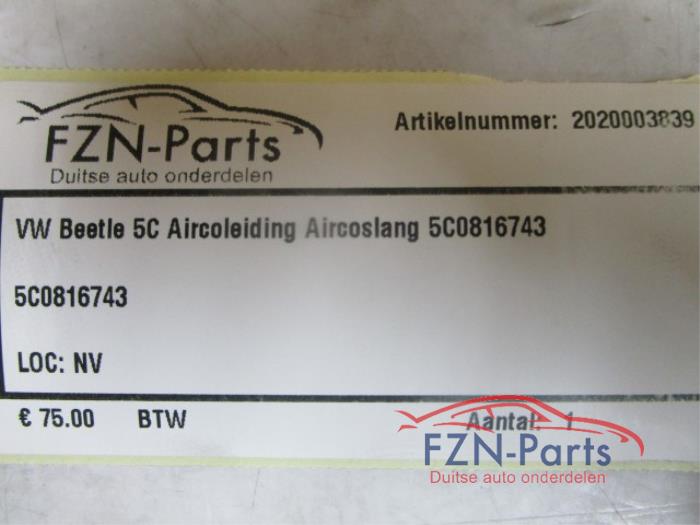 FZN-Parts
Duitse auto onderdelen
Artikelnummer: 2020003839
VW Beetle 5C Aircoleiding Aircoslang 5C0816743
5C0816743
LOC: NV
€ 75.00 BTW Aantal: 1
FZN-Parts
Duitse auto onderdelen